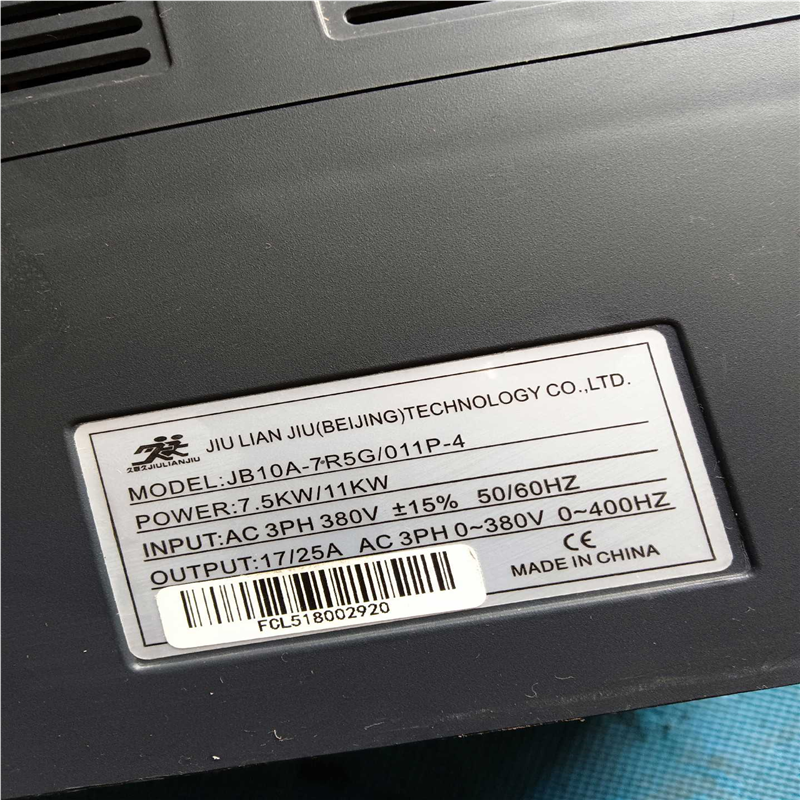 JIU LIAN JIU(BEIJING)TECHNOLOGY CO.,LTD.
JIULIANJIU
MODEL:JB10A-7R5G/011P-4
POWER:7.5KW/11KW
INPUT:AC 3PH 380V ±15% 50/60HZ
OUTPUT:17/25A AC 3PH 0~380V 0~400HZ
CE
MADE IN CHINA
FCL518002920